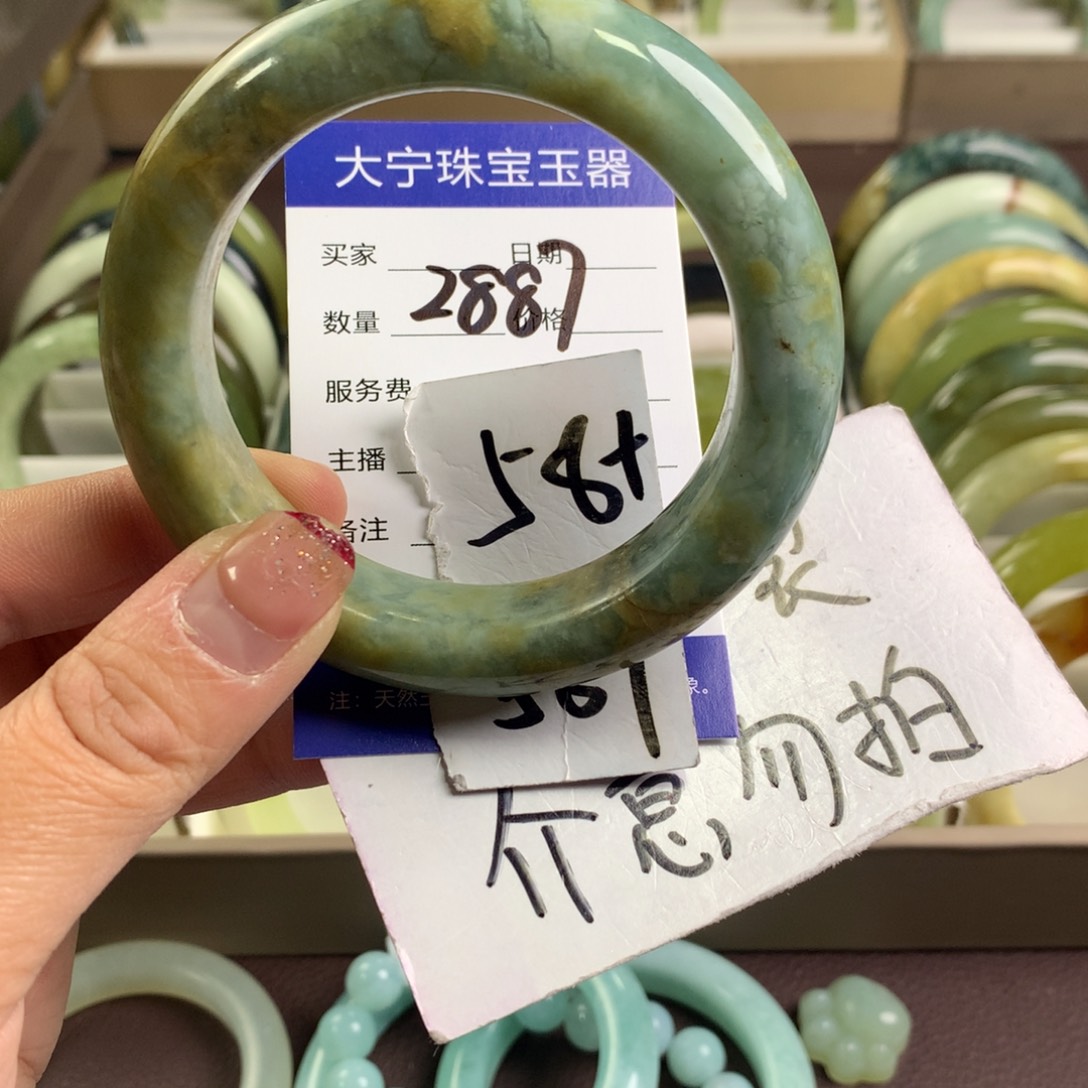 大宁珠宝玉器
买家 日期
2887
数量 价格
服务费
58+
主播
备注
注：天然
象。
介意勿拍